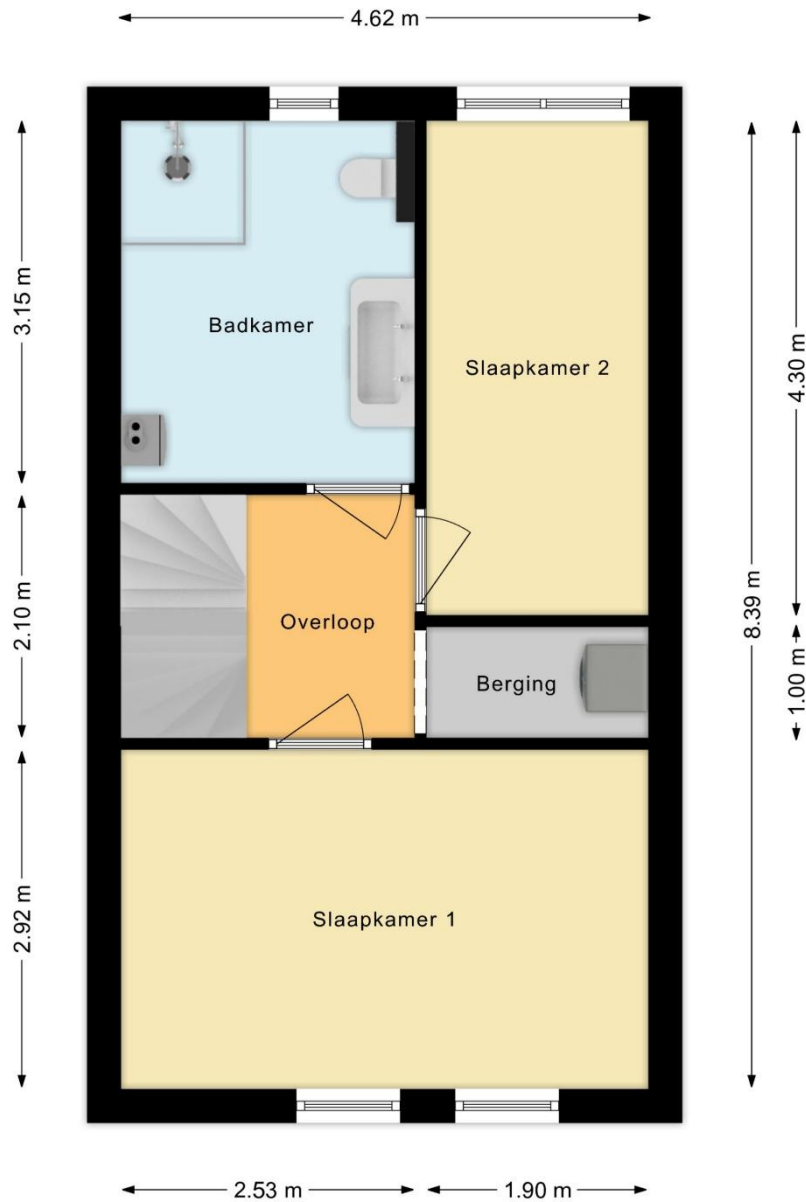 4.62 m
3.15 m
Badkamer
Slaapkamer 2
4.30 m
8.39 m
2.10 m
Overloop
Berging
1.00 m
2.92 m
Slaapkamer 1
2.53 m
1.90 m